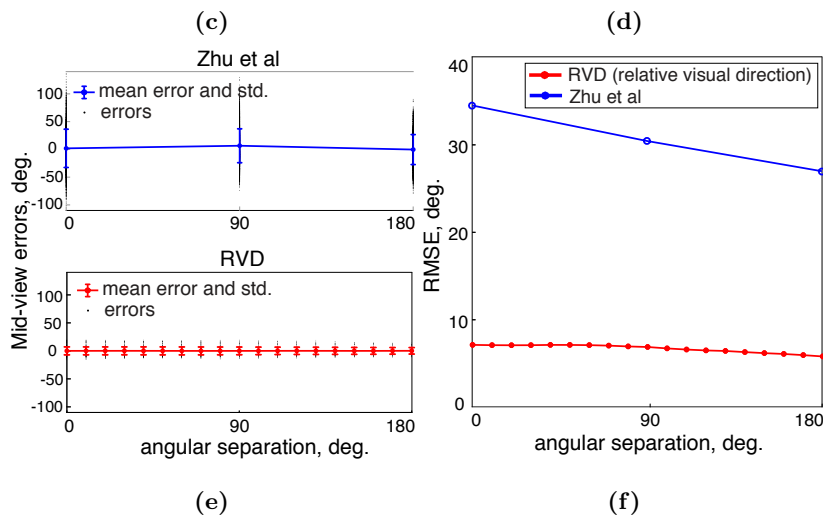 (c)
(d)
Zhu et al
Mid-view errors, deg.
100
50
0
-50
-100
mean error and std.
errors
0
90
180
RVD
100
50
0
-50
-100
mean error and std.
errors
0
90
180
angular separation, deg.
RMSE, deg.
40
30
20
10
0
RVD (relative visual direction)
Zhu et al
0
90
180
angular separation, deg.
(e)
(f)